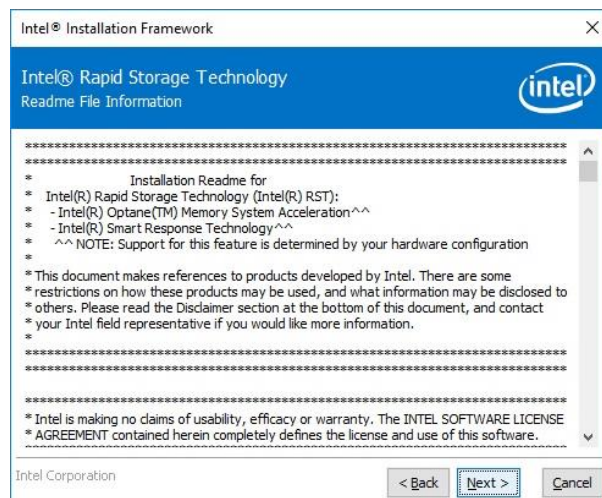 Intel® Installation Framework
Intel® Rapid Storage Technology
Readme File Information
intel
******************************************************************************
******************************************************************************
* Installation Readme for
* Intel(R) Rapid Storage Technology (Intel(R) RST):
* - Intel(R) Optane(TM) Memory System Acceleration^^
* - Intel(R) Smart Response Technology^^
* ^^ NOTE: Support for this feature is determined by your hardware configuration
*
* This document makes references to products developed by Intel. There are some
* restrictions on how these products may be used, and what information may be disclosed to
* others. Please read the Disclaimer section at the bottom of this document, and contact
* your Intel field representative if you would like more information.
*
******************************************************************************
******************************************************************************
******************************************************************************
* Intel is making no claims of usability, efficacy or warranty. The INTEL SOFTWARE LICENSE
* AGREEMENT contained herein completely defines the license and use of this software.
******************************************************************************
Intel Corporation
< Back
Next >
Cancel